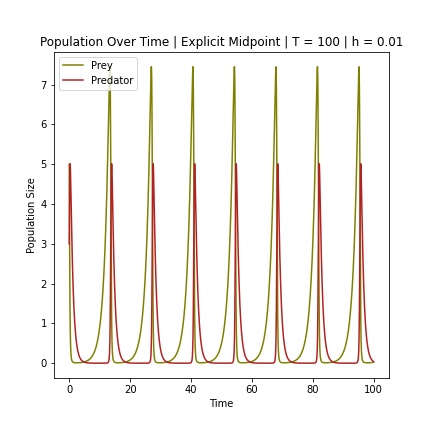 Population Over Time | Explicit Midpoint | T = 100 | h = 0.01
Prey
Predator
7
6
5
4
3
2
1
0
Population Size
0
20
40
60
80
100
Time